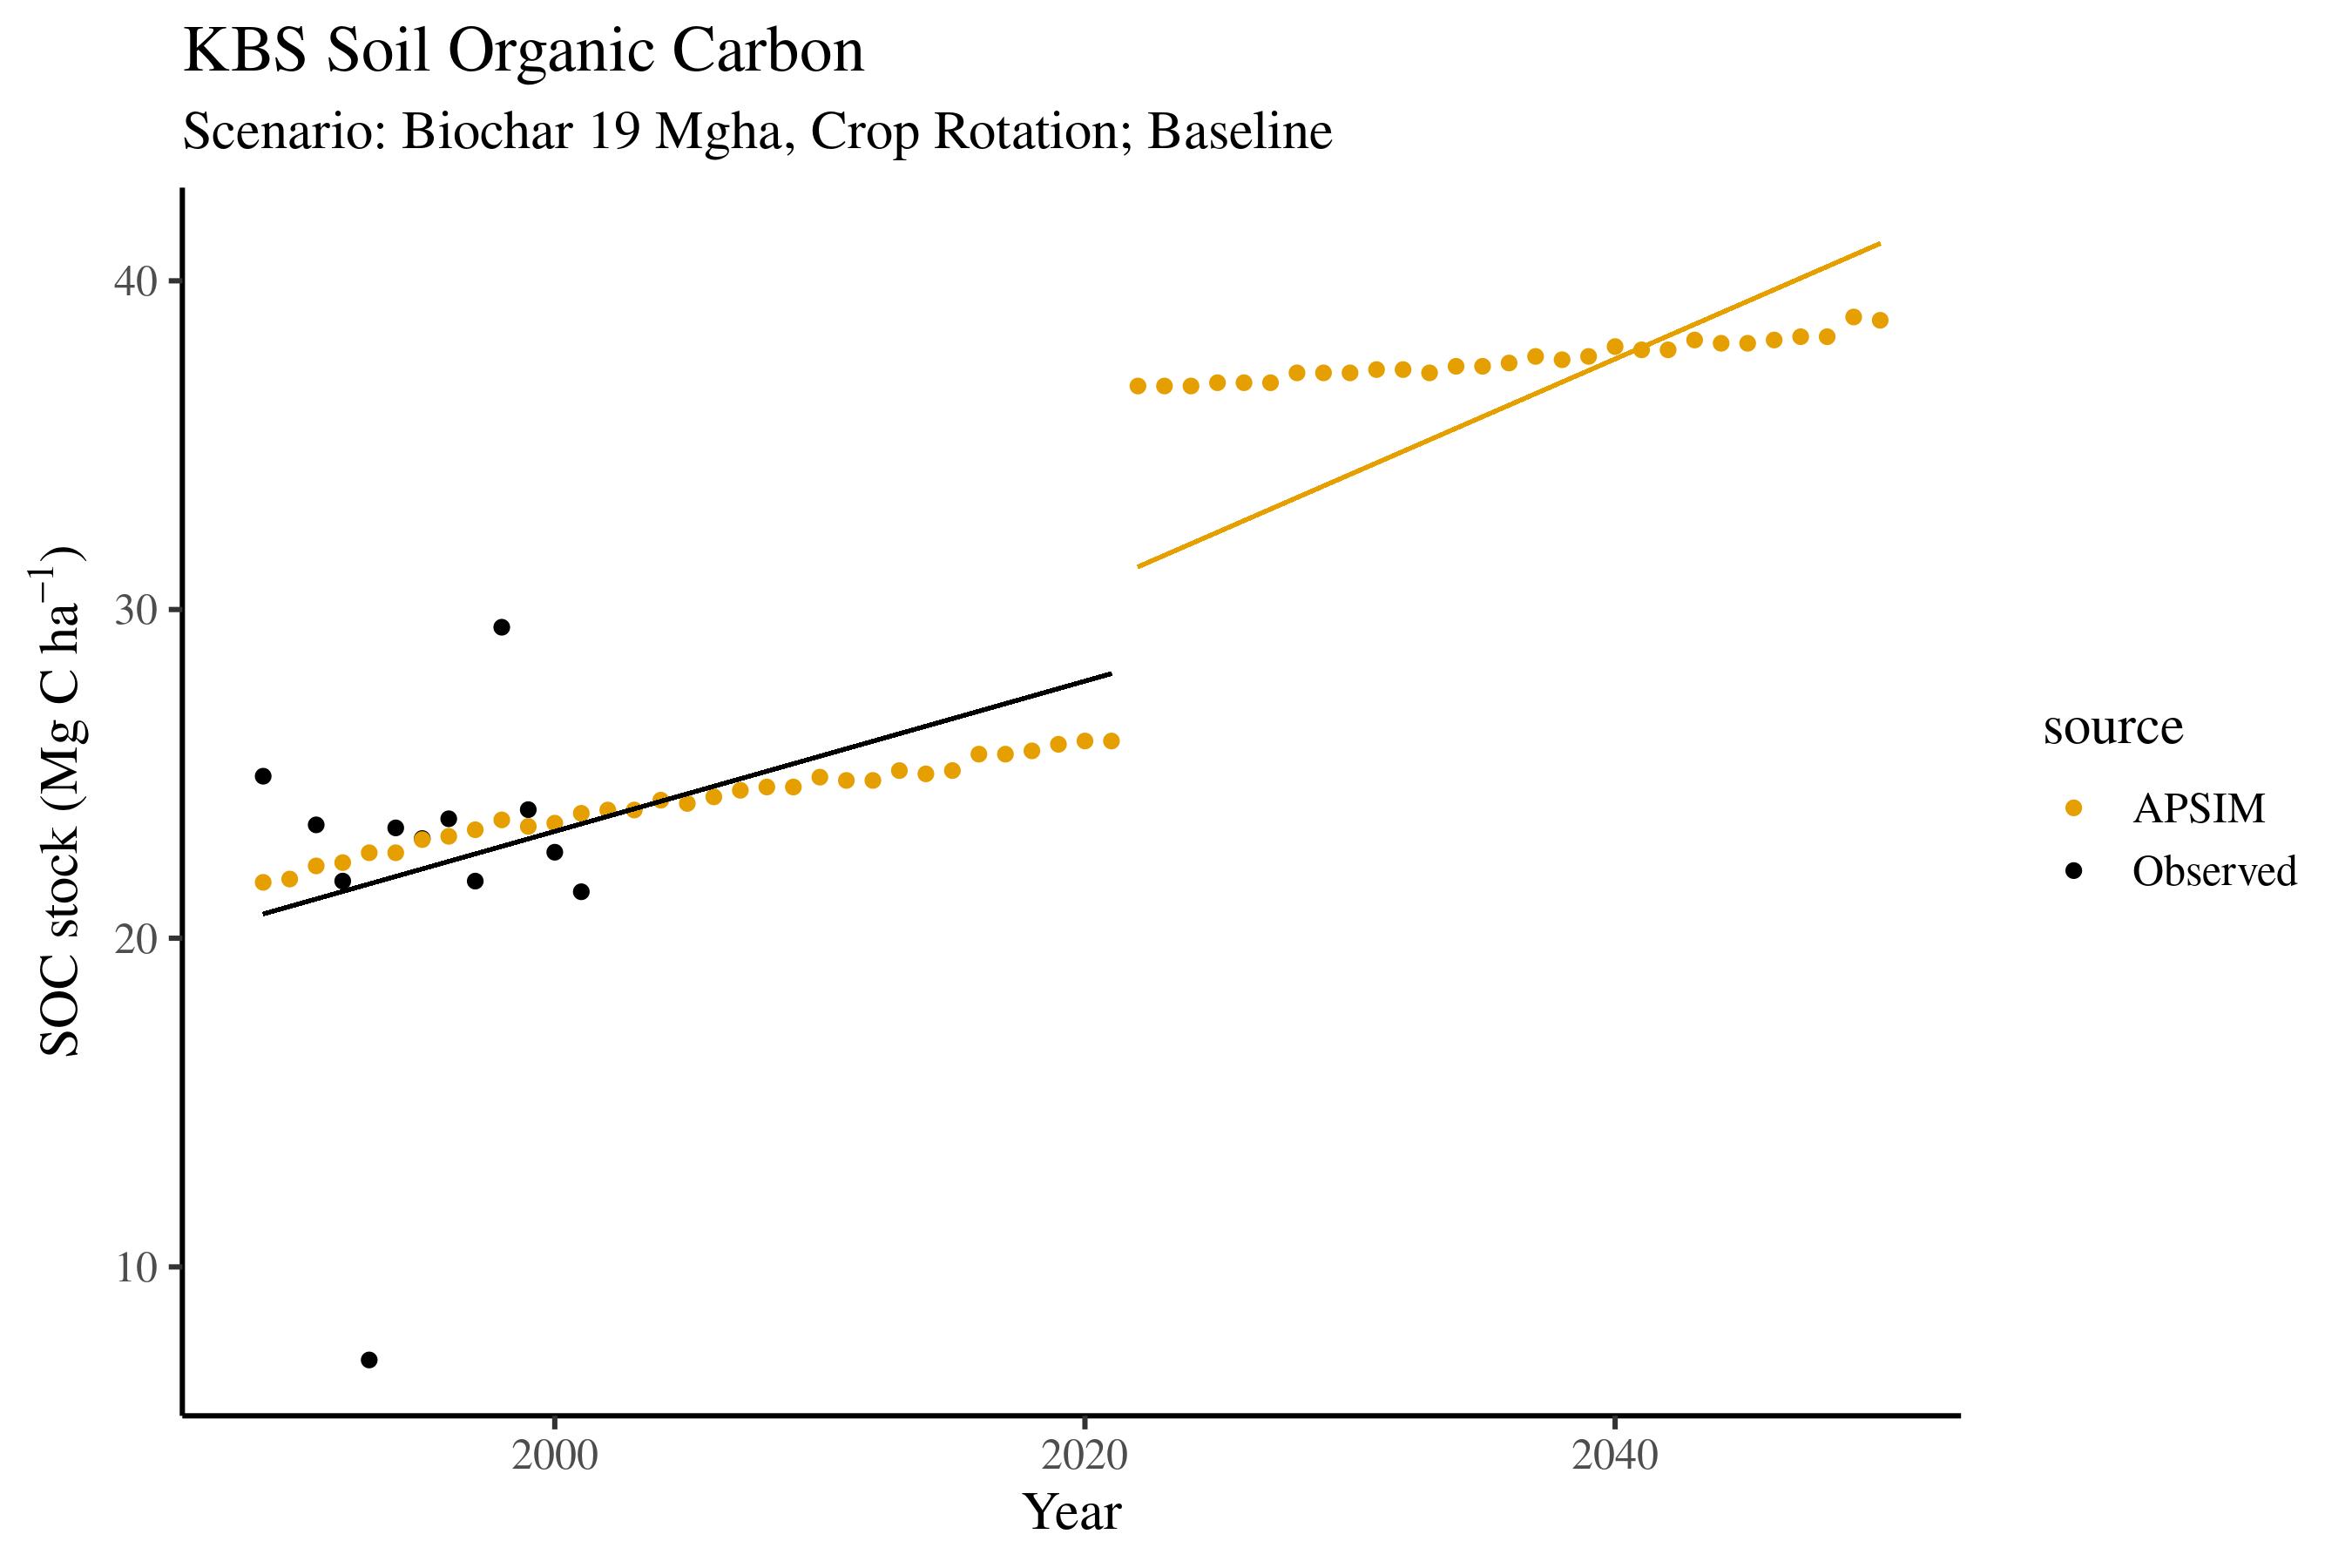 KBS Soil Organic Carbon
Scenario: Biochar 19 Mgha, Crop Rotation; Baseline
SOC stock (Mg C ha−1)
40
30
20
10
2000
2020
2040
Year
source
APSIM
Observed